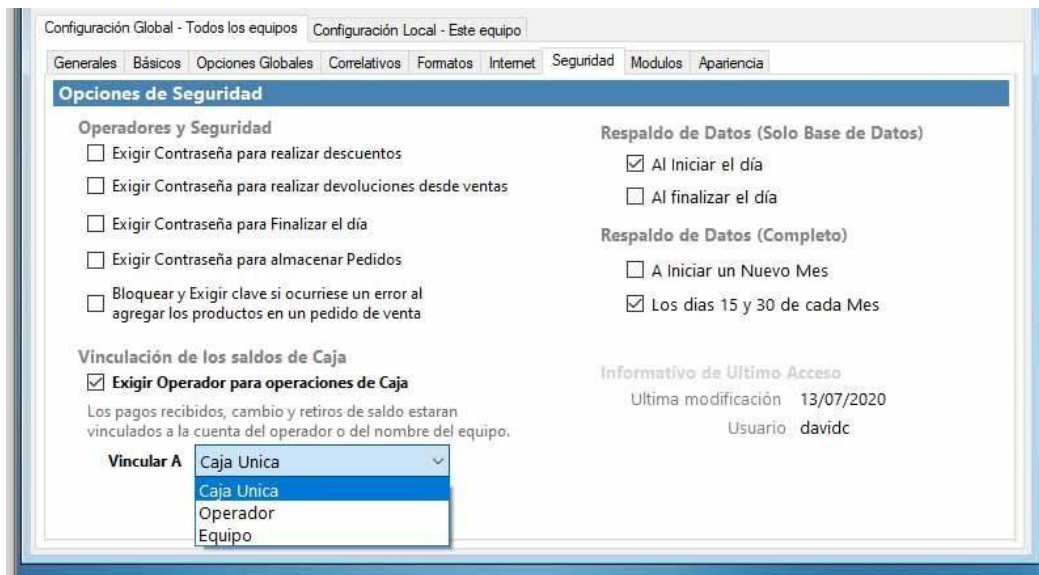 Configuración Global - Todos los equipos
Configuración Local - Este equipo
Generales Básicos Opciones Globales Correlativos Formatos Internet Seguridad Modulos Apariencia
Opciones de Seguridad
Operadores y Seguridad
Exigir Contraseña para realizar descuentos
Exigir Contraseña para realizar devoluciones desde ventas
Exigir Contraseña para Finalizar el día
Exigir Contraseña para almacenar Pedidos
Bloquear y Exigir clave si ocurriese un error al
agregar los productos en un pedido de venta
Vinculación de los saldos de Caja
Exigir Operador para operaciones de Caja
Los pagos recibidos, cambio y retiros de saldo estaran
vinculados a la cuenta del operador o del nombre del equipo.
Vincular A Caja Unica
Caja Unica
Operador
Equipo
Respaldo de Datos (Solo Base de Datos)
Al Iniciar el día
Al finalizar el día
Respaldo de Datos (Completo)
A Iniciar un Nuevo Mes
Los dias 15 y 30 de cada Mes
Informativo de Ultimo Acceso
Ultima modificación 13/07/2020
Usuario davidc